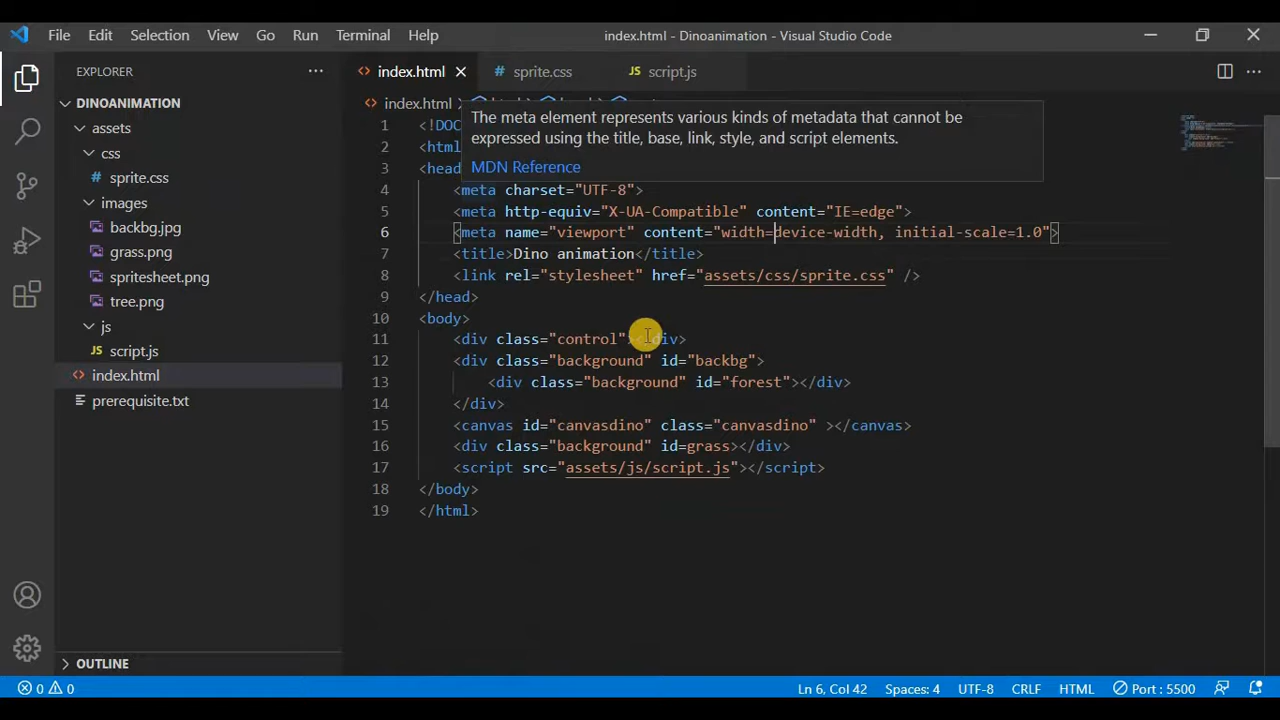 File Edit Selection View Go Run Terminal Help index.html - Dinoanimation - Visual Studio Code
EXPLORER
DINOANIMATION
assets
css
sprite.css
images
backbg.jpg
grass.png
spritesheet.png
tree.png
js
JS script.js
<> index.html
prerequisite.txt
OUTLINE
<> index.html # sprite.css JS script.js
<> index.html
The meta element represents various kinds of metadata that cannot be
expressed using the title, base, link, style, and script elements.
MDN Reference
1 <!DOC
2 <html
3 <head
4 <meta charset="UTF-8">
5 <meta http-equiv="X-UA-Compatible" content="IE=edge">
6 <meta name="viewport" content="width=device-width, initial-scale=1.0">
7 <title>Dino animation</title>
8 <link rel="stylesheet" href="assets/css/sprite.css" />
9 </head>
10 <body>
11 <div class="control"></div>
12 <div class="background" id="backbg">
13 <div class="background" id="forest"></div>
14 </div>
15 <canvas id="canvasdino" class="canvasdino" ></canvas>
16 <div class="background" id=grass></div>
17 <script src="assets/js/script.js"></script>
18 </body>
19 </html>
0 0 Ln 6, Col 42 Spaces: 4 UTF-8 CRLF HTML Port : 5500